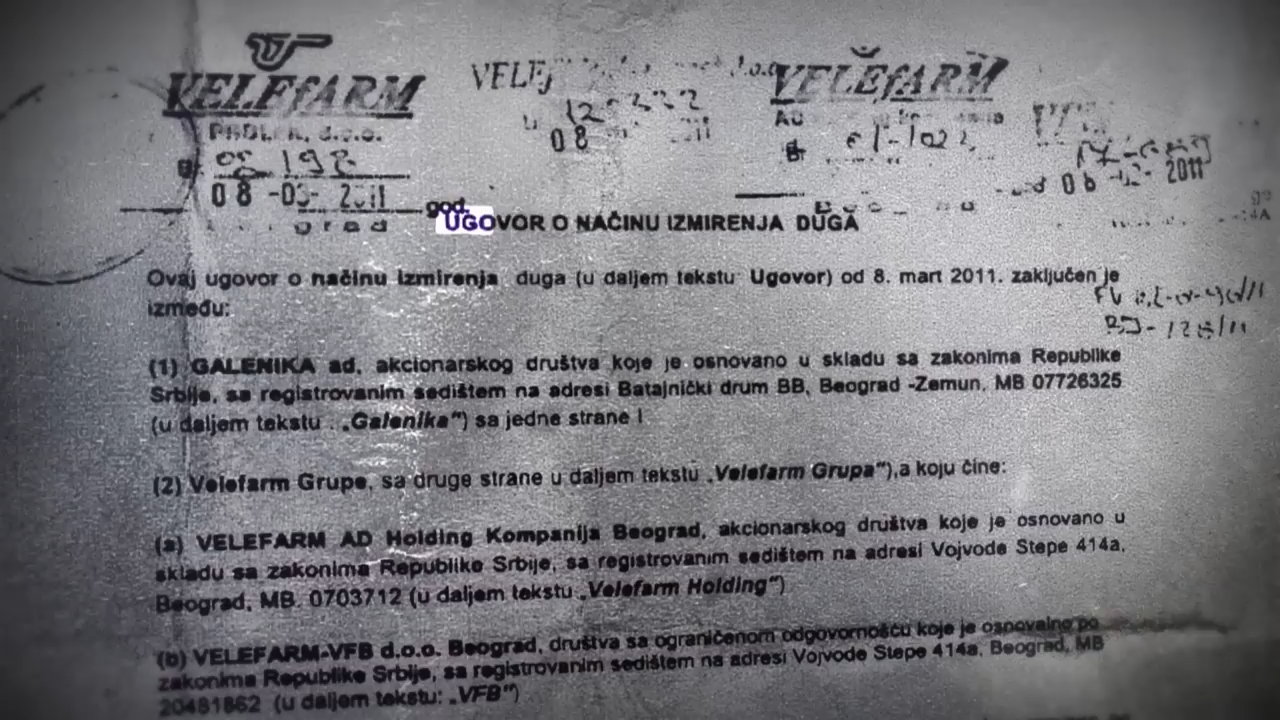 VELEFARM
VELEFARM
08
08 -03- 2011 god.
2011
UGOVOR O NAČINU IZMIRENJA DUGA
Ovaj ugovor o načinu izmirenja duga (u daljem tekstu Ugovor) od 8. mart 2011. zaključen je
između:
(1) GALENIKA ad, akcionarskog društva koje je osnovano u skladu sa zakonima Republike
Srbije, sa registrovanim sedištem na adresi Batajnički drum BB, Beograd -Zemun, MB 07726325
(u daljem tekstu „Galenika“) sa jedne strane I
(2) Velefarm Grupe, sa druge strane u daljem tekstu „Velefarm Grupa“),a koju čine:
(a) VELEFARM AD Holding Kompanija Beograd, akcionarskog društva koje je osnovano u
skladu sa zakonima Republike Srbije, sa registrovanim sedištem na adresi Vojvode Stepe 414a,
Beograd, MB. 0703712 (u daljem tekstu „Velefarm Holding“)
(b) VELEFARM-VFB d.o.o. Beograd, društva sa ograničenom odgovornošću koje je osnovalno po
zakonima Republike Srbije, sa registrovanim sedištem na adresi Vojvode Stepe 414a, Beograd, MB
20481862 (u daljem tekstu: „VFB“)